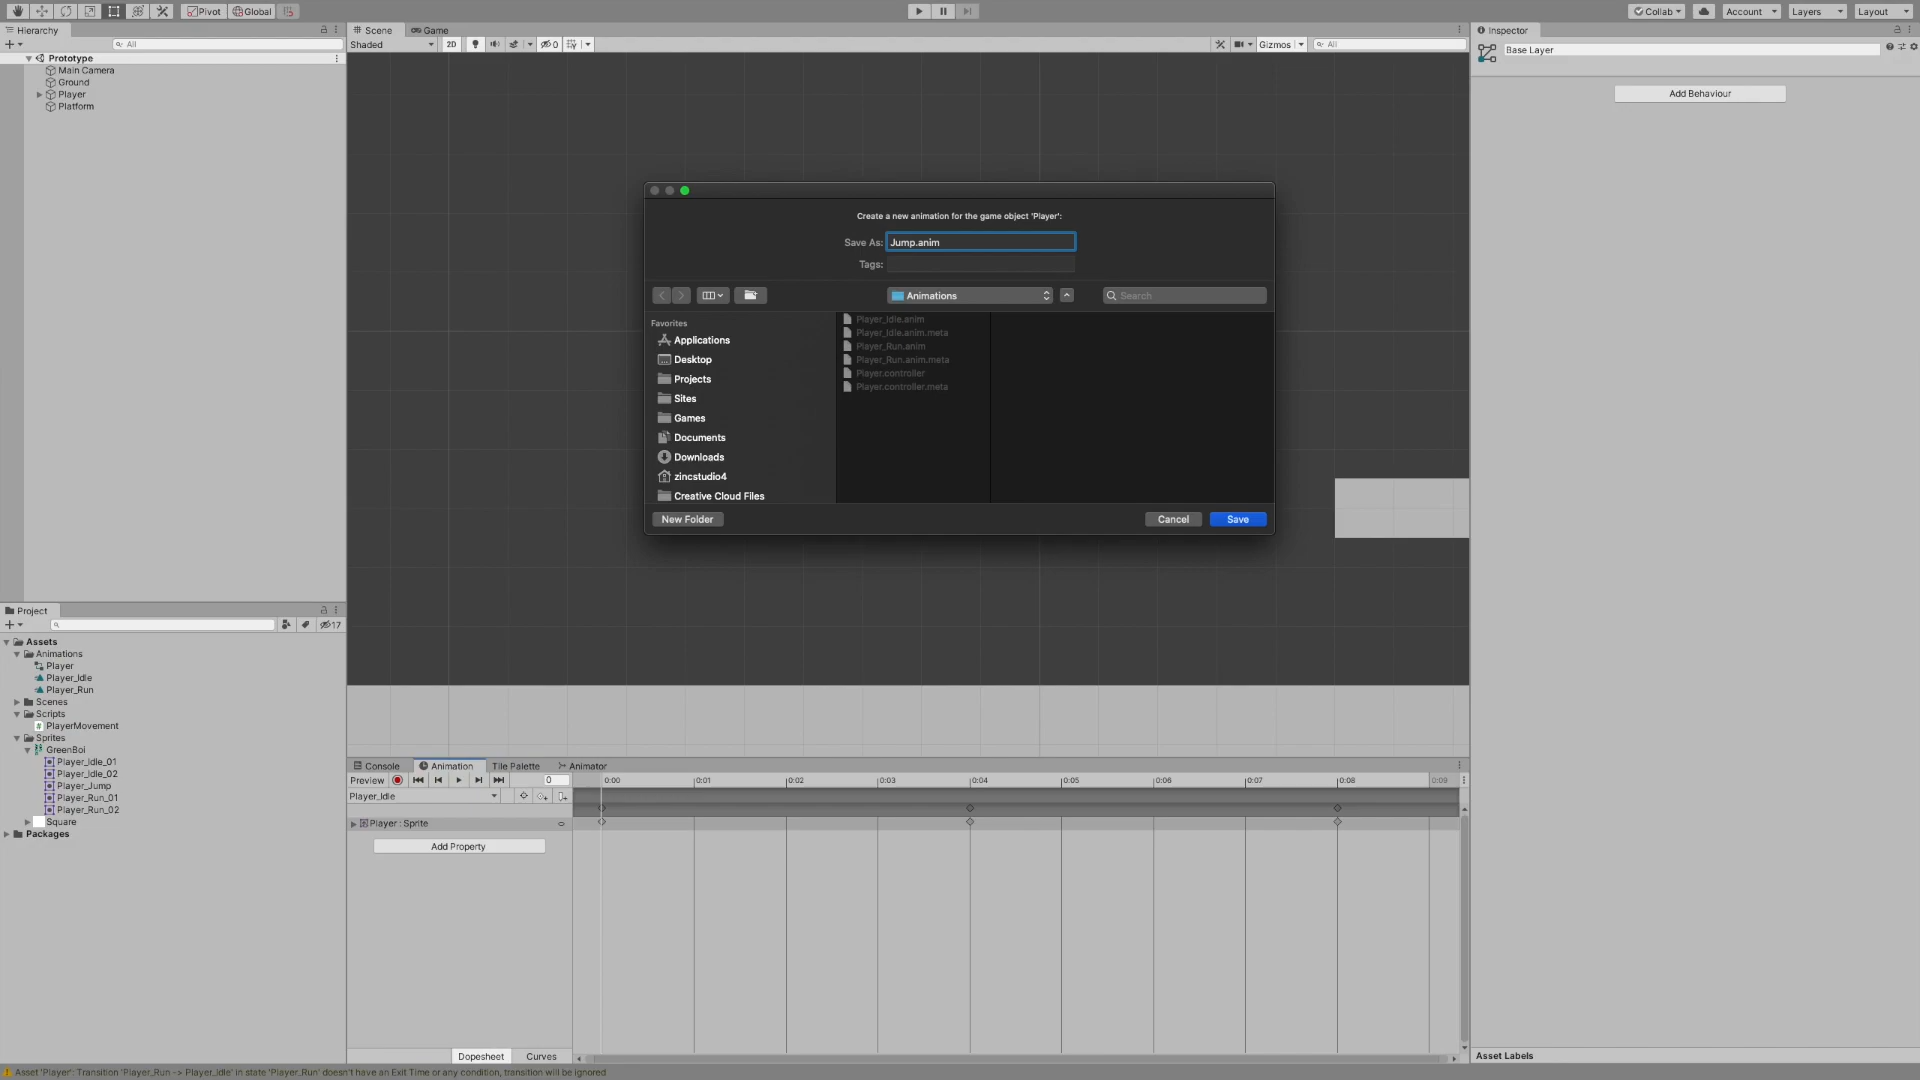 Pivot Global Collab Account Layers Layout
Hierarchy
All
Prototype
Main Camera
Ground
Player
Platform
Scene Game
Shaded 2D 0 Gizmos All
Create a new animation for the game object 'Player':
Save As: Jump.anim
Tags:
Animations Search
Favorites
Applications
Desktop
Projects
Sites
Games
Documents
Downloads
zincstudio4
Creative Cloud Files
Player_Idle.anim
Player_Idle.anim.meta
Player_Run.anim
Player_Run.anim.meta
Player.controller
Player.controller.meta
New Folder Cancel Save
Inspector
Base Layer
Add Behaviour
Asset Labels
Project
17
Assets
Animations
Player
Player_Idle
Player_Run
Scenes
Scripts
PlayerMovement
Sprites
GreenBoi
Player_Idle_01
Player_Idle_02
Player_Jump
Player_Run_01
Player_Run_02
Square
Packages
Console Animation Tile Palette Animator
Preview 0 0:00 0:01 0:02 0:03 0:04 0:05 0:06 0:07 0:08 0:09
Player_Idle
Player : Sprite
Add Property
Dopesheet Curves
Asset 'Player': Transition 'Player_Run -> Player_Idle' in state 'Player_Run' doesn't have an Exit Time or any condition, transition will be ignored